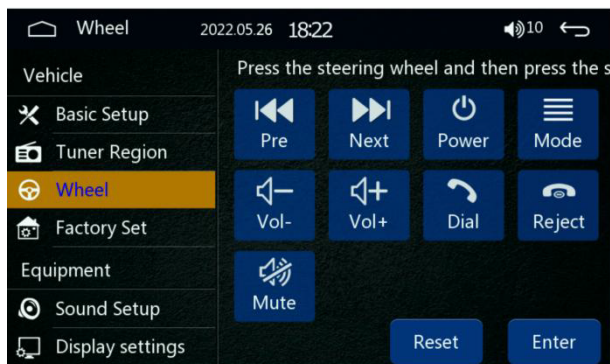 Wheel 2022.05.26 18:22 10
Vehicle
Basic Setup
Tuner Region
Wheel
Factory Set
Equipment
Sound Setup
Display settings
Press the steering wheel and then press the s
Pre Next Power Mode
Vol- Vol+ Dial Reject
Mute
Reset Enter